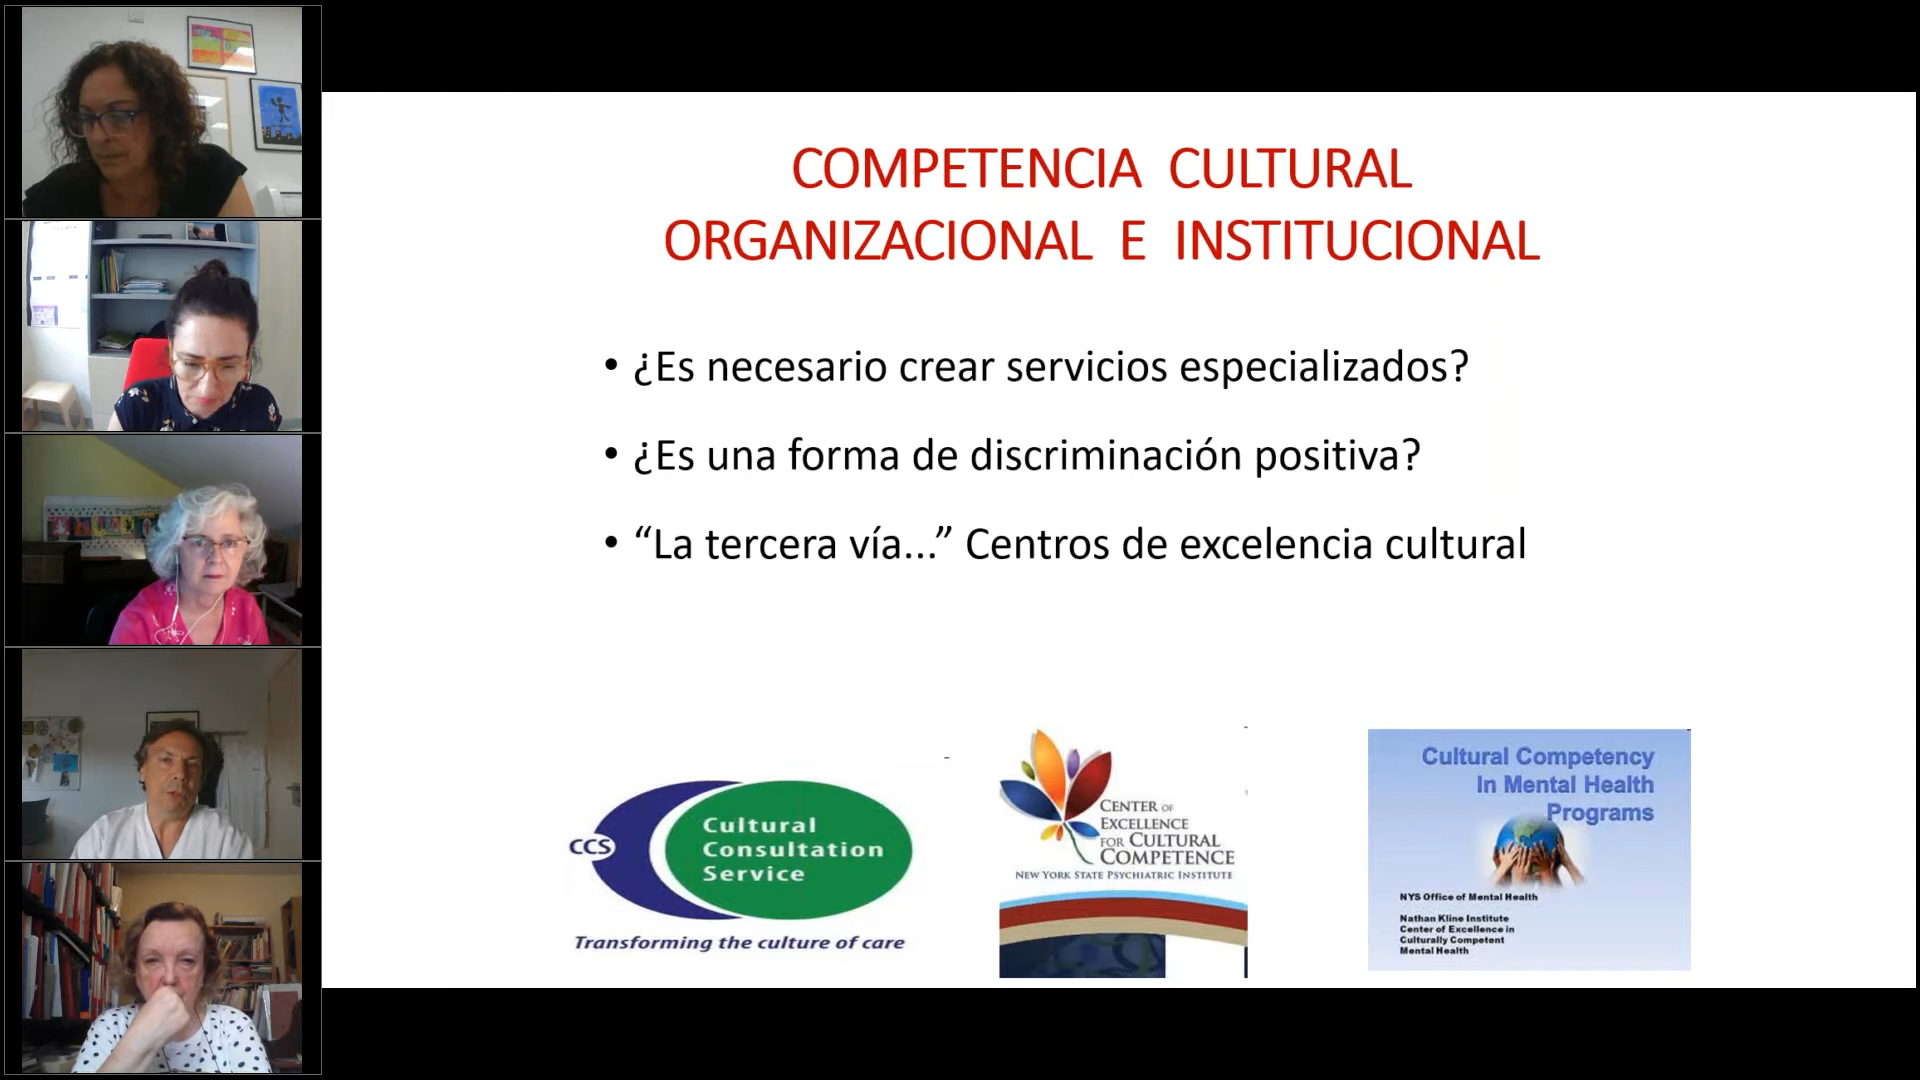 COMPETENCIA CULTURAL
ORGANIZACIONAL E INSTITUCIONAL
• ¿Es necesario crear servicios especializados?
• ¿Es una forma de discriminación positiva?
• “La tercera vía...” Centros de excelencia cultural
CCS
Cultural
Consultation
Service
Transforming the culture of care
CENTER OF
EXCELLENCE
FOR CULTURAL
COMPETENCE
NEW YORK STATE PSYCHIATRIC INSTITUTE
Cultural Competency
In Mental Health
Programs
NYS Office of Mental Health
Nathan Kline Institute
Center of Excellence in
Culturally Competent
Mental Health